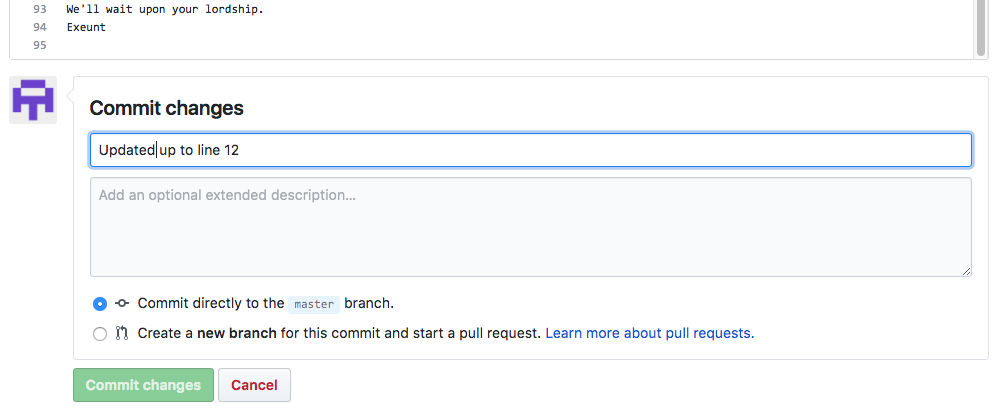 93 We'll wait upon your lordship.
94 Exeunt
95
Commit changes
Updated up to line 12
Add an optional extended description...
Commit directly to the master branch.
Create a new branch for this commit and start a pull request. Learn more about pull requests.
Commit changes Cancel